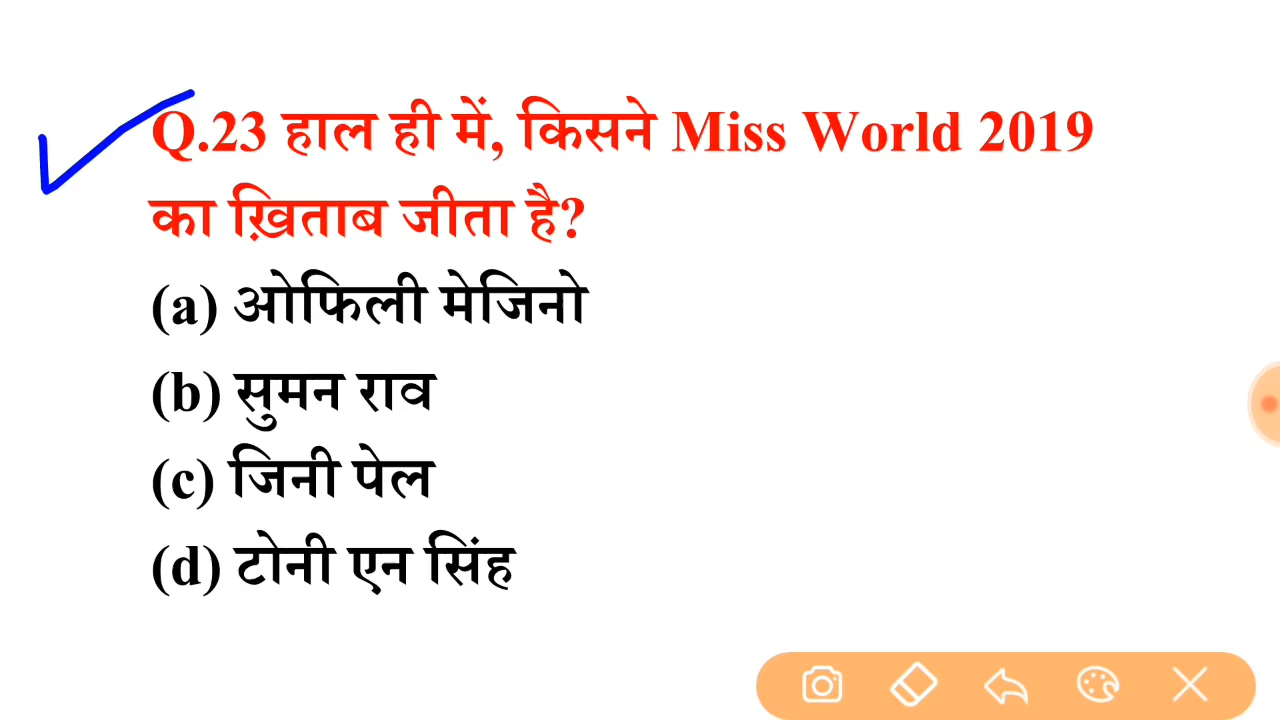 Q.23 हाल ही में, किसने Miss World 2019
का ख़िताब जीता है?
(a) ओफिली मेजिनो
(b) सुमन राव
(c) जिनी पेल
(d) टोनी एन सिंह